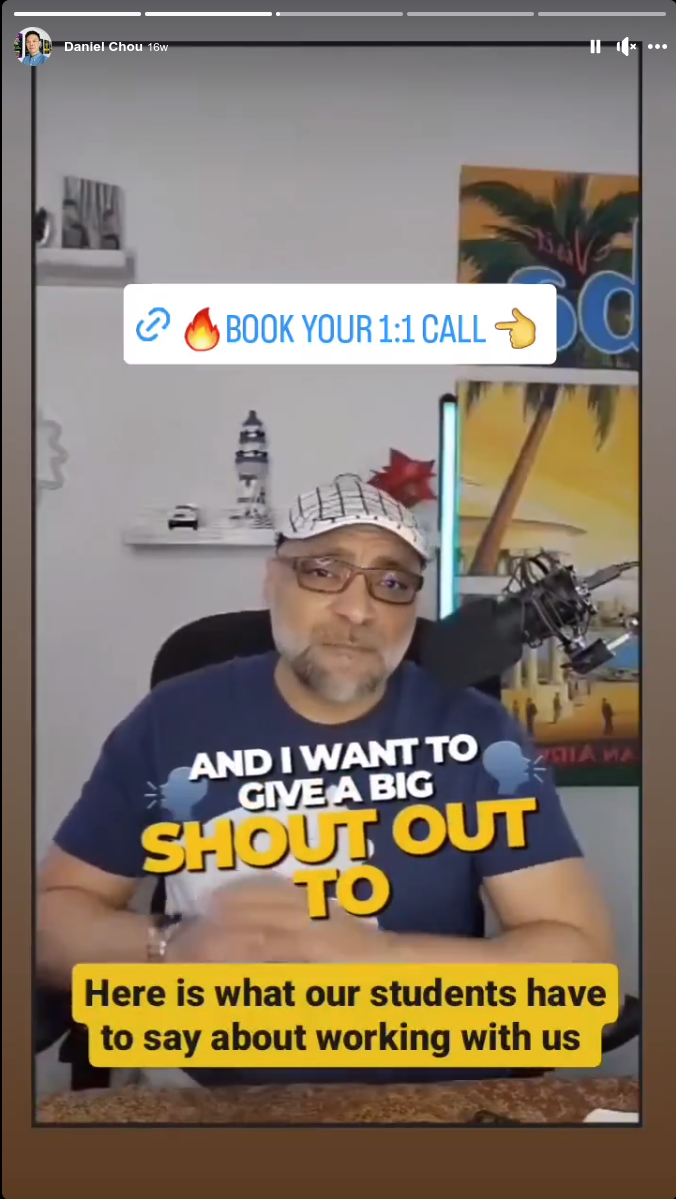 Daniel Chou 16w
Visit
🔥BOOK YOUR 1:1 CALL 👈
AND I WANT TO
GIVE A BIG
SHOUT OUT
TO
Here is what our students have
to say about working with us